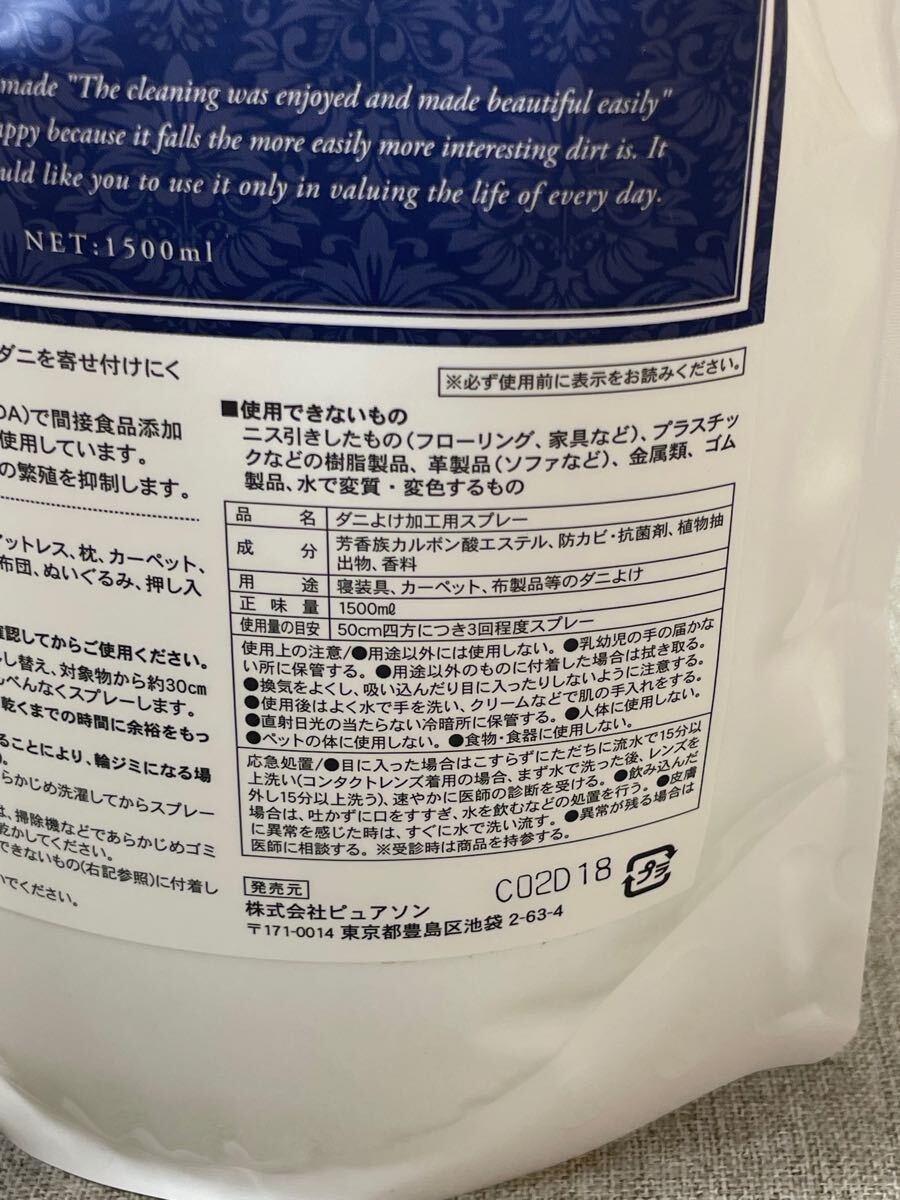 made "The cleaning was enjoyed and made beautiful easily"
appy because it falls the more easily more interesting dirt is. It
uld like you to use it only in valuing the life of every day.
NET:1500ml
ダニを寄せ付けにく
DA)で間接食品添加
使用しています。
の繁殖を抑制します。
ットレス、枕、カーペット、
布団、ぬいぐるみ、押し入
確認してからご使用ください。
し替え、対象物から約30cm
んべんなくスプレーします。
乾くまでの時間に余裕をもっ
ることにより、輪ジミになる場
らかじめ洗濯してからスプレー
は、掃除機などであらかじめゴミ
乾かしてください。
できないもの(右記参照)に付着し
いでください。
※必ず使用前に表示をお読みください。
■使用できないもの
ニス引きしたもの(フローリング、家具など)、プラスチッ
クなどの樹脂製品、革製品(ソファなど)、金属類、ゴム
製品、水で変質・変色するもの
品名 ダニよけ加工用スプレー
成分 芳香族カルボン酸エステル、防カビ・抗菌剤、植物抽
出物、香料
用途 寝装具、カーペット、布製品等のダニよけ
正味量 1500mℓ
使用量の目安 50cm四方につき3回程度スプレー
使用上の注意/●用途以外には使用しない。●乳幼児の手の届かな
い所に保管する。●用途以外のものに付着した場合は拭き取る。
●換気をよくし、吸い込んだり目に入ったりしないように注意する。
●使用後はよく水で手を洗い、クリームなどで肌の手入れをする。
●直射日光の当たらない冷暗所に保管する。●人体に使用しない。
●ペットの体に使用しない。●食物・食器に使用しない。
応急処置/●目に入った場合はこすらずにただちに流水で15分以
上洗い(コンタクトレンズ着用の場合、まず水で洗った後、レンズを
外し15分以上洗う)、速やかに医師の診断を受ける。●飲み込んだ
場合は、吐かずに口をすすぎ、水を飲むなどの処置を行う。●皮膚
に異常を感じた時は、すぐに水で洗い流す。●異常が残る場合は
医師に相談する。※受診時は商品を持参する。
発売元
株式会社ピュアソン
〒171-0014 東京都豊島区池袋 2-63-4
C02D18
プラ